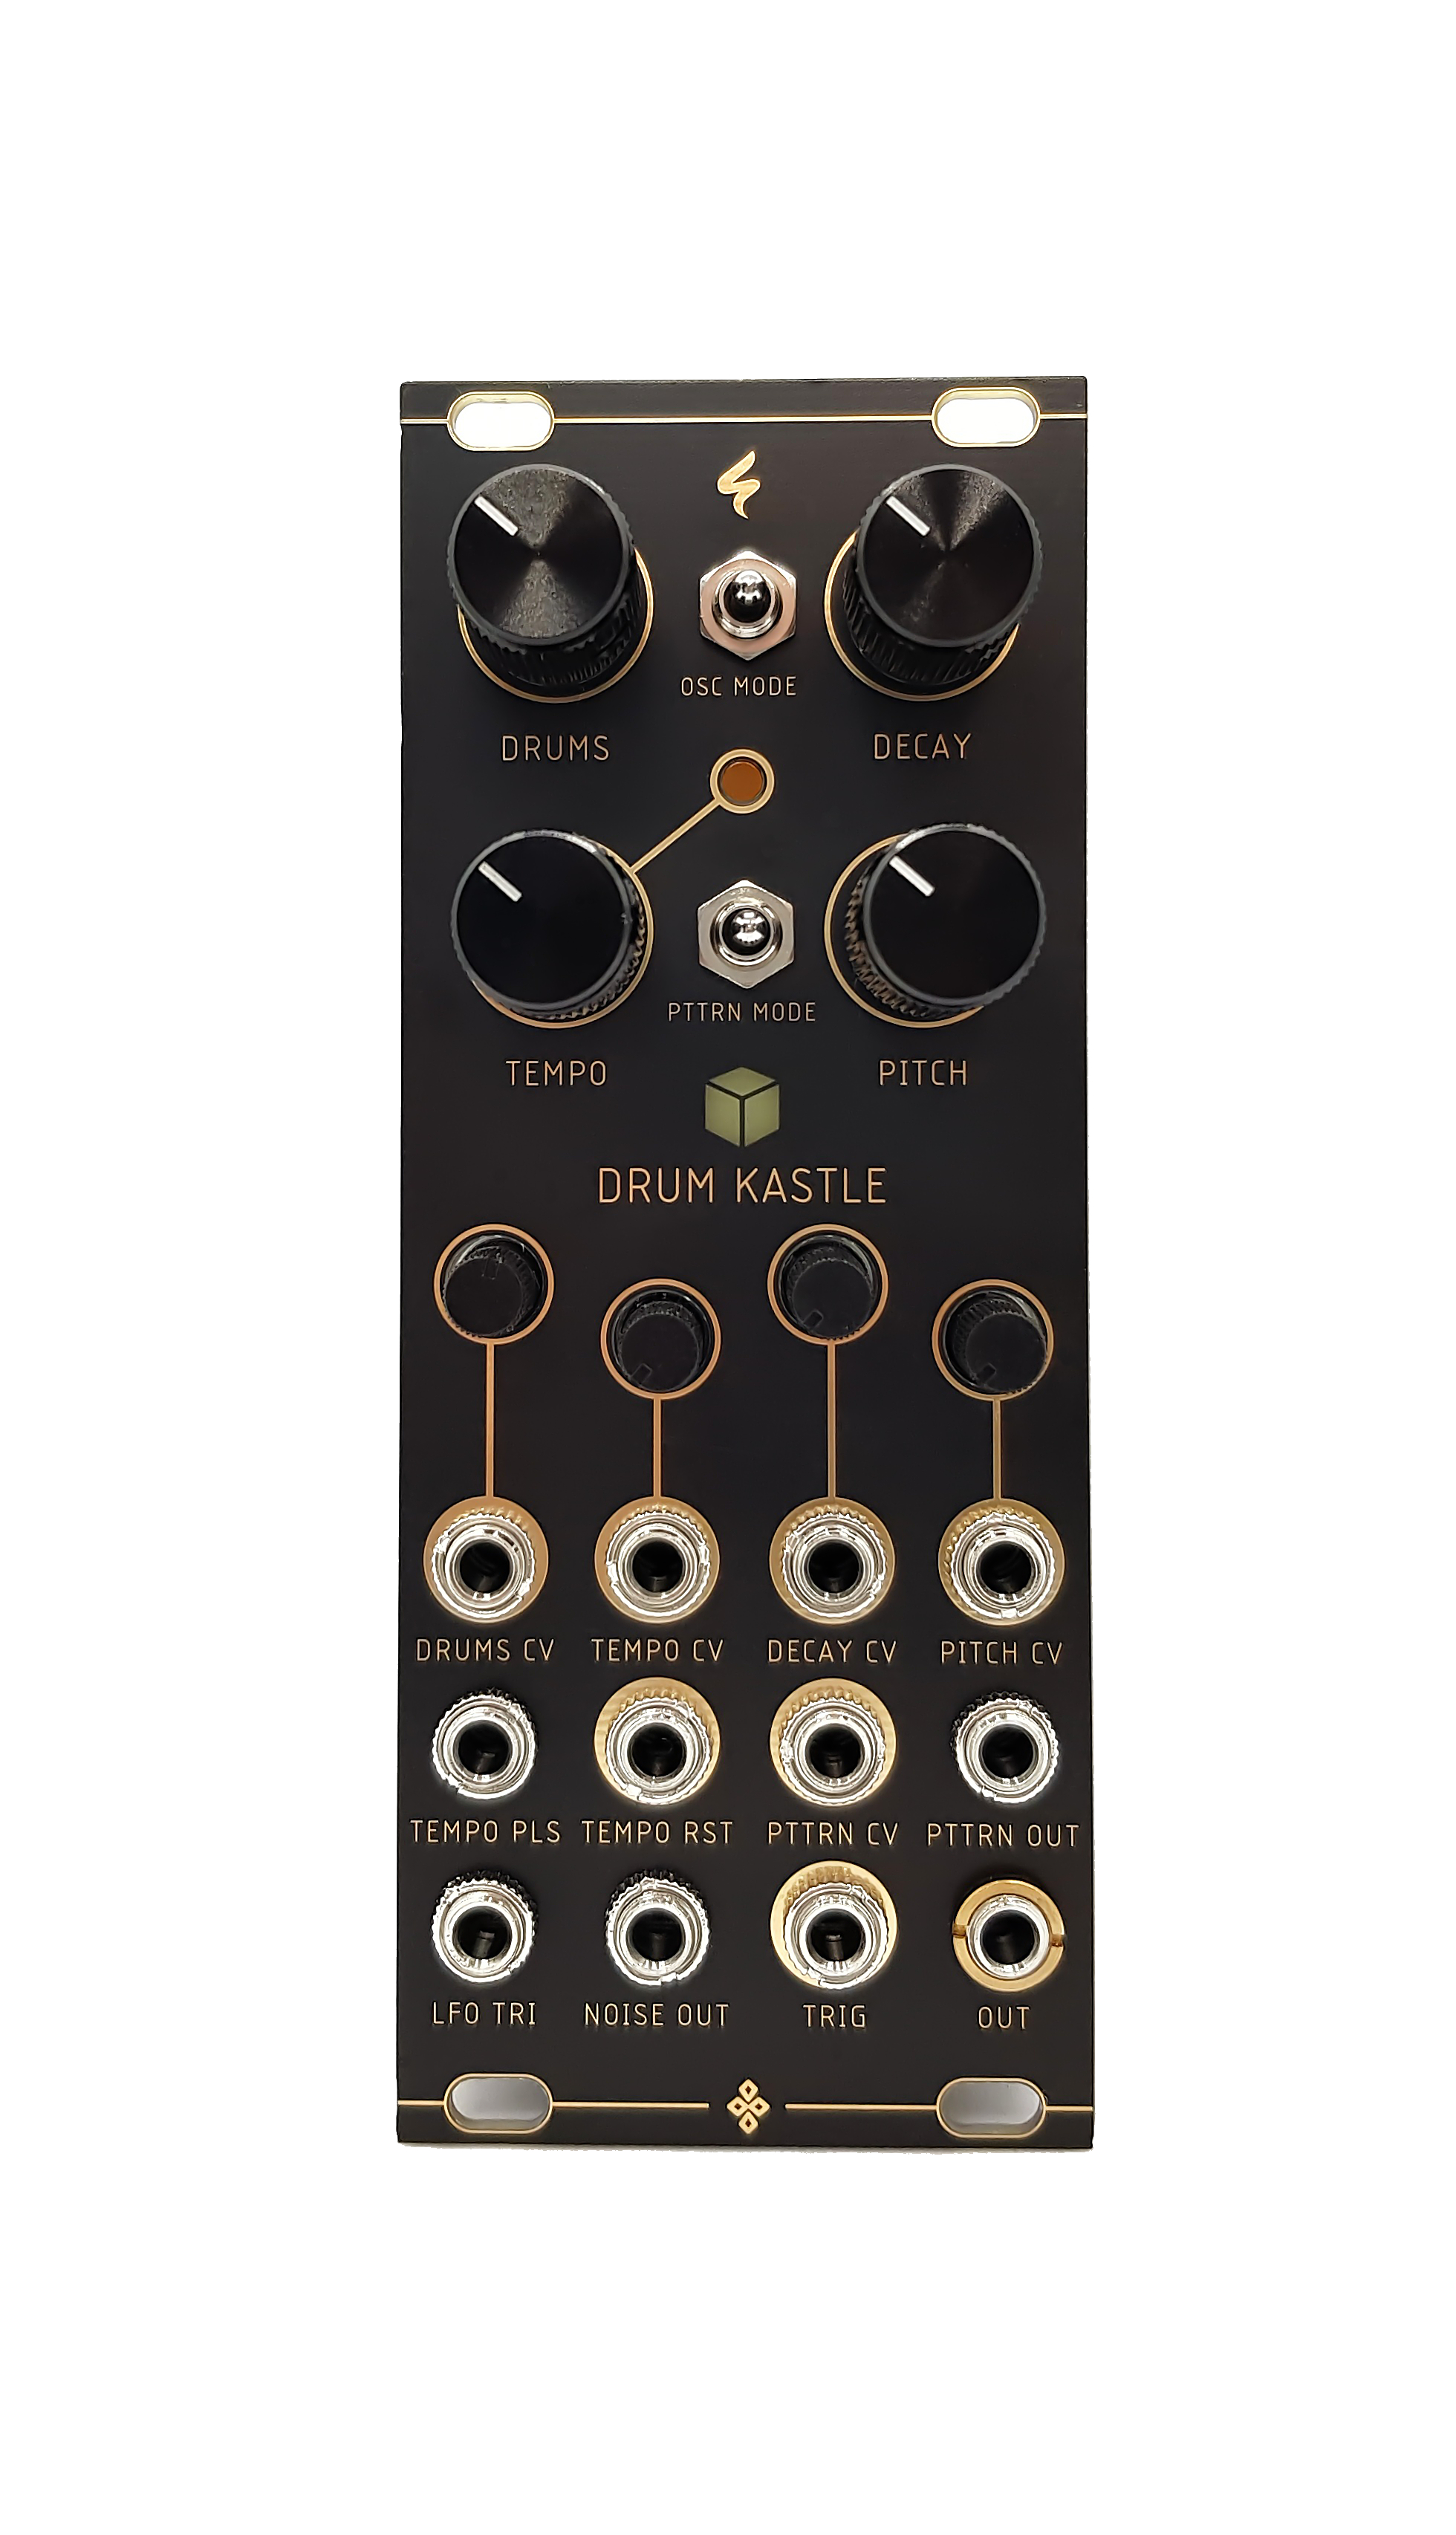 OSC MODE
DRUMS
DECAY
PTTRN MODE
TEMPO
PITCH
DRUM KASTLE
DRUMS CV
TEMPO CV
DECAY CV
PITCH CV
TEMPO PLS
TEMPO RST
PTTRN CV
PTTRN OUT
LFO TRI
NOISE OUT
TRIG
OUT